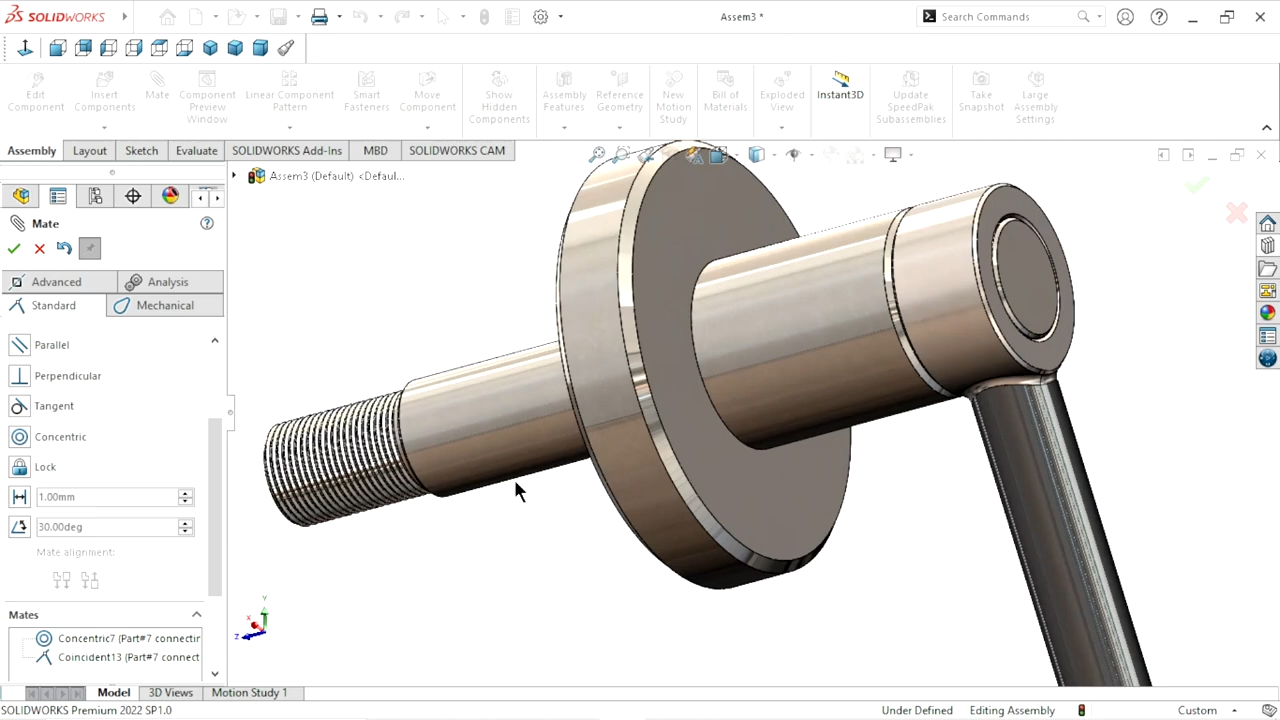 SOLIDWORKS
Assem3 *
Search Commands
Edit Component
Insert Components
Mate
Component Preview Window
Linear Component Pattern
Smart Fasteners
Move Component
Show Hidden Components
Assembly Features
Reference Geometry
New Motion Study
Bill of Materials
Exploded View
Instant3D
Update SpeedPak Subassemblies
Take Snapshot
Large Assembly Settings
Assembly
Layout
Sketch
Evaluate
SOLIDWORKS Add-Ins
MBD
SOLIDWORKS CAM
Assem3 (Default) <Defaul...
Mate
Advanced
Analysis
Standard
Mechanical
Parallel
Perpendicular
Tangent
Concentric
Lock
1.00mm
30.00deg
Mate alignment:
Mates
Concentric7 (Part#7 connectir
Coincident13 (Part#7 connect
Y
X
Z
Model
3D Views
Motion Study 1
SOLIDWORKS Premium 2022 SP1.0
Under Defined
Editing Assembly
Custom